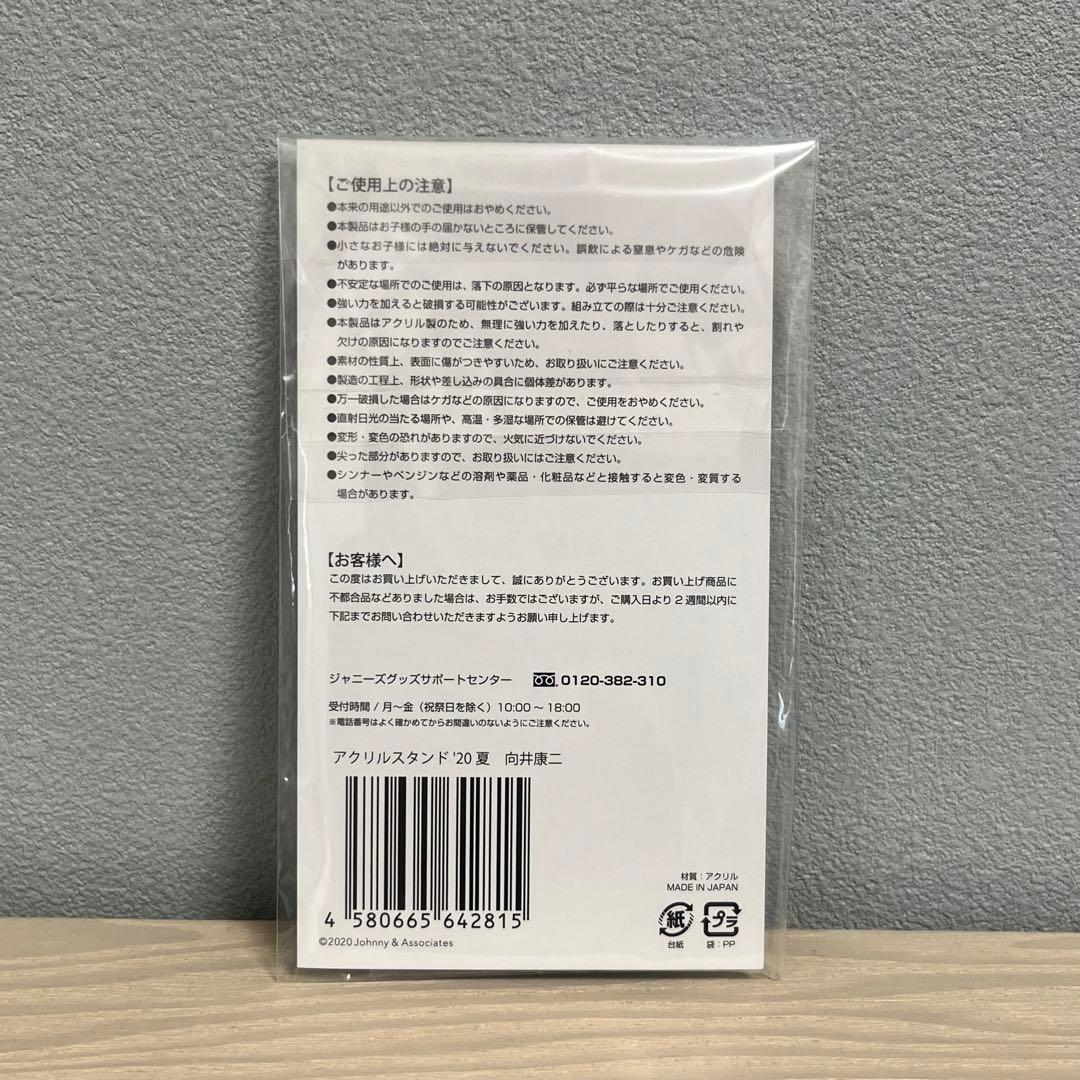 【ご使用上の注意】
●本来の用途以外でのご使用はおやめください。
●本製品はお子様の手の届かないところに保管してください。
●小さなお子様には絶対に与えないでください。誤飲による窒息やケガなどの危険
があります。
●不安定な場所でのご使用は、落下の原因となります。必ず平らな場所でご使用ください。
●強い力を加えると破損する可能性がございます。組み立ての際は十分ご注意ください。
●本製品はアクリル製のため、無理に強い力を加えたり、落としたりすると、割れや
欠けの原因になりますのでご注意ください。
●素材の性質上、表面に傷がつきやすいため、お取り扱いにご注意ください。
●製造の工程上、形状や差し込みの具合に個体差があります。
●万一破損した場合はケガなどの原因になりますので、ご使用をおやめください。
●直射日光の当たる場所や、高温・多湿な場所での保管は避けてください。
●変形・変色の恐れがありますので、火気に近づけないでください。
●尖った部分がありますので、お取り扱いにはご注意ください。
●シンナーやベンジンなどの溶剤や薬品・化粧品などと接触すると変色・変質する
場合があります。
【お客様へ】
この度はお買い上げいただきまして、誠にありがとうございます。お買い上げ商品に
不都合品などありました場合は、お手数ではございますが、ご購入日より2週間以内に
下記までお問い合わせいただきますようお願い申し上げます。
ジャニーズグッズサポートセンター 0120-382-310
受付時間 / 月〜金(祝祭日を除く) 10:00 〜 18:00
※電話番号はよく確かめてからお間違いのないようにご注意ください。
アクリルスタンド '20 夏 向井康二
4 580665 642815
©2020 Johnny & Associates
材質：アクリル
MADE IN JAPAN
紙 プラ
台紙 袋：PP